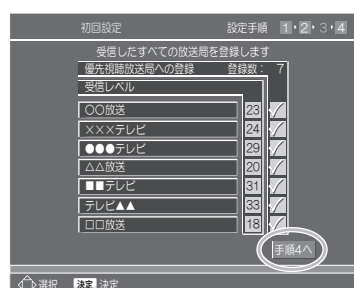 初回設定 設定手順 1・2・3・4
受信したすべての放送局を登録します
優先視聴放送局への登録 登録数： 7
受信レベル
〇〇放送 23
×××テレビ 24
●●●テレビ 29
△△放送 20
■■テレビ 31
テレビ▲▲ 33
□□放送 18
手順4へ
選択 決定 決定